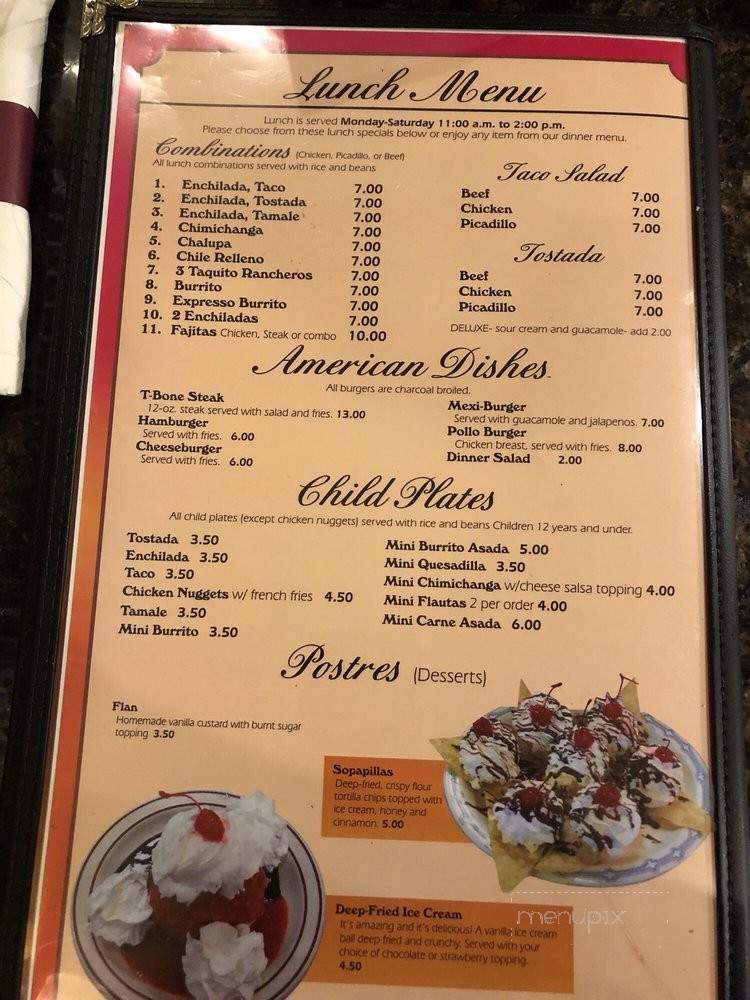 Lunch Menu
Lunch is served Monday-Saturday 11:00 a.m. to 2:00 p.m.
Please choose from these lunch specials below or enjoy any item from our dinner menu.
Combinations (Chicken, Picadillo, or Beef)
All lunch combinations served with rice and beans
1. Enchilada, Taco 7.00
2. Enchilada, Tostada 7.00
3. Enchilada, Tamale 7.00
4. Chimichanga 7.00
5. Chalupa 7.00
6. Chile Relleno 7.00
7. 3 Taquito Rancheros 7.00
8. Burrito 7.00
9. Expresso Burrito 7.00
10. 2 Enchiladas 7.00
11. Fajitas Chicken, Steak or combo 10.00
Taco Salad
Beef 7.00
Chicken 7.00
Picadillo 7.00
Tostada
Beef 7.00
Chicken 7.00
Picadillo 7.00
DELUXE- sour cream and guacamole- add 2.00
American Dishes
All burgers are charcoal broiled.
T-Bone Steak
12-oz. steak served with salad and fries. 13.00
Hamburger
Served with fries. 6.00
Cheeseburger
Served with fries. 6.00
Mexi-Burger
Served with guacamole and jalapenos. 7.00
Pollo Burger
Chicken breast, served with fries. 8.00
Dinner Salad 2.00
Child Plates
All child plates (except chicken nuggets) served with rice and beans Children 12 years and under.
Tostada 3.50
Enchilada 3.50
Taco 3.50
Chicken Nuggets w/ french fries 4.50
Tamale 3.50
Mini Burrito 3.50
Mini Burrito Asada 5.00
Mini Quesadilla 3.50
Mini Chimichanga w/cheese salsa topping 4.00
Mini Flautas 2 per order 4.00
Mini Carne Asada 6.00
Postres (Desserts)
Flan
Homemade vanilla custard with burnt sugar
topping 3.50
Sopapillas
Deep-fried, crispy flour
tortilla chips topped with
ice cream, honey and
cinnamon. 5.00
Deep-Fried Ice Cream
It's amazing and it's delicious! A vanilla ice cream
ball deep fried and crunchy. Served with your
choice of chocolate or strawberry topping.
4.50
menupix